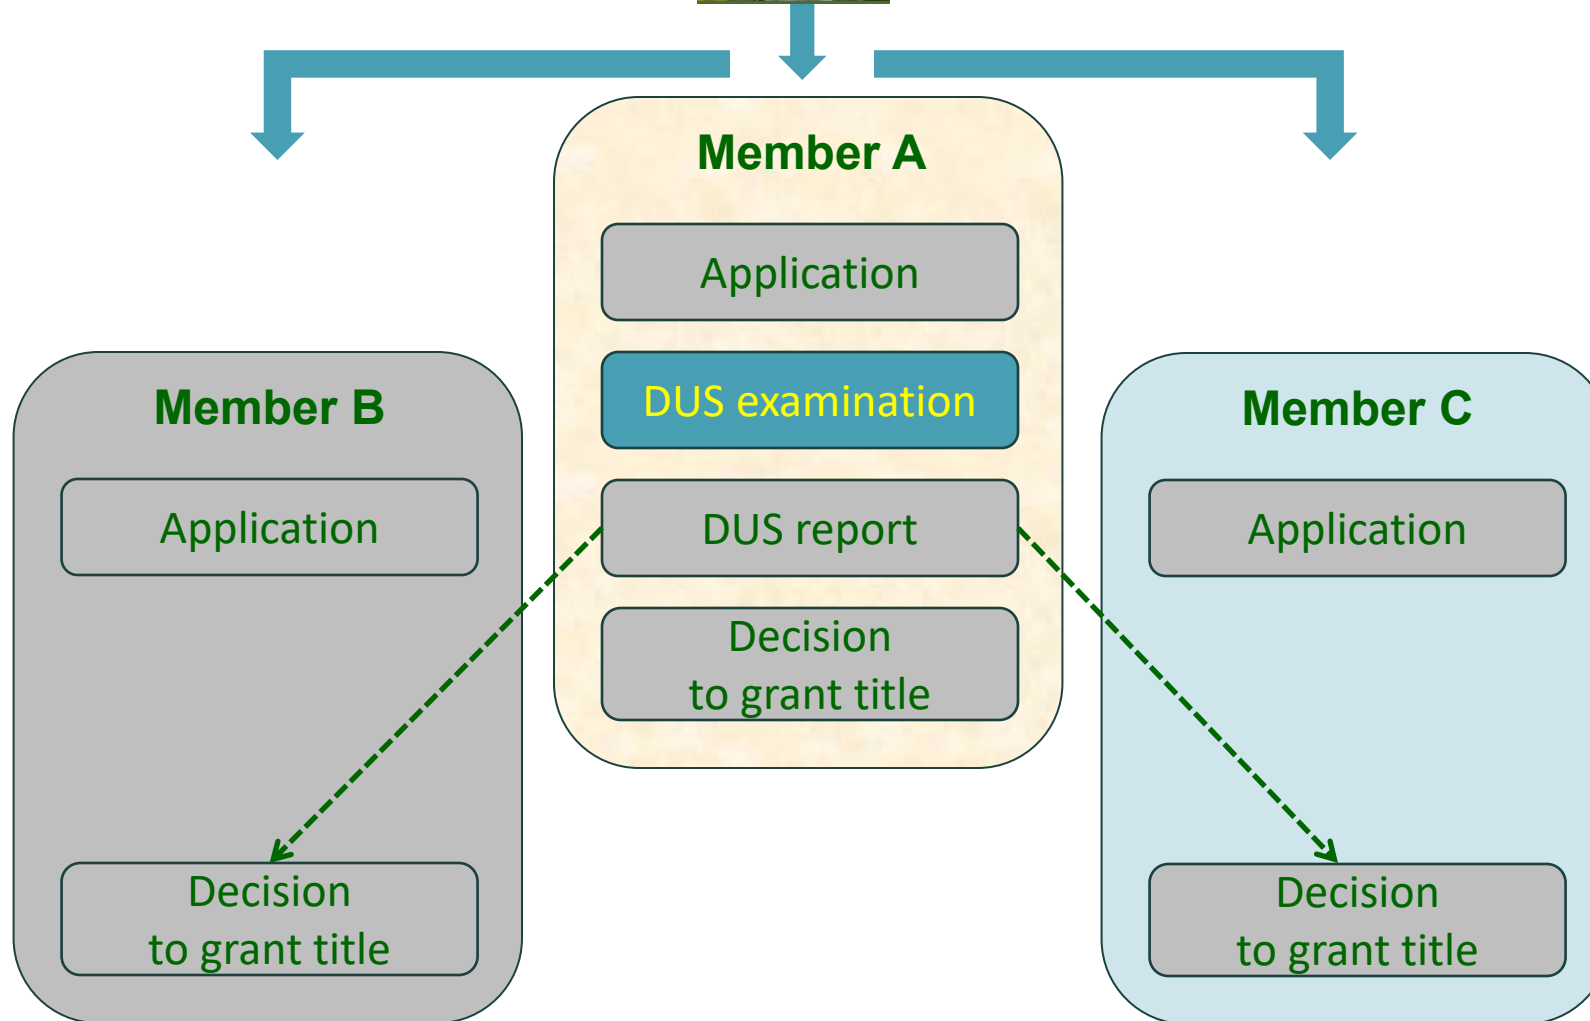 Member A
Application
DUS examination
DUS report
Decision
to grant title
Member B
Application
Decision
to grant title
Member C
Application
Decision
to grant title